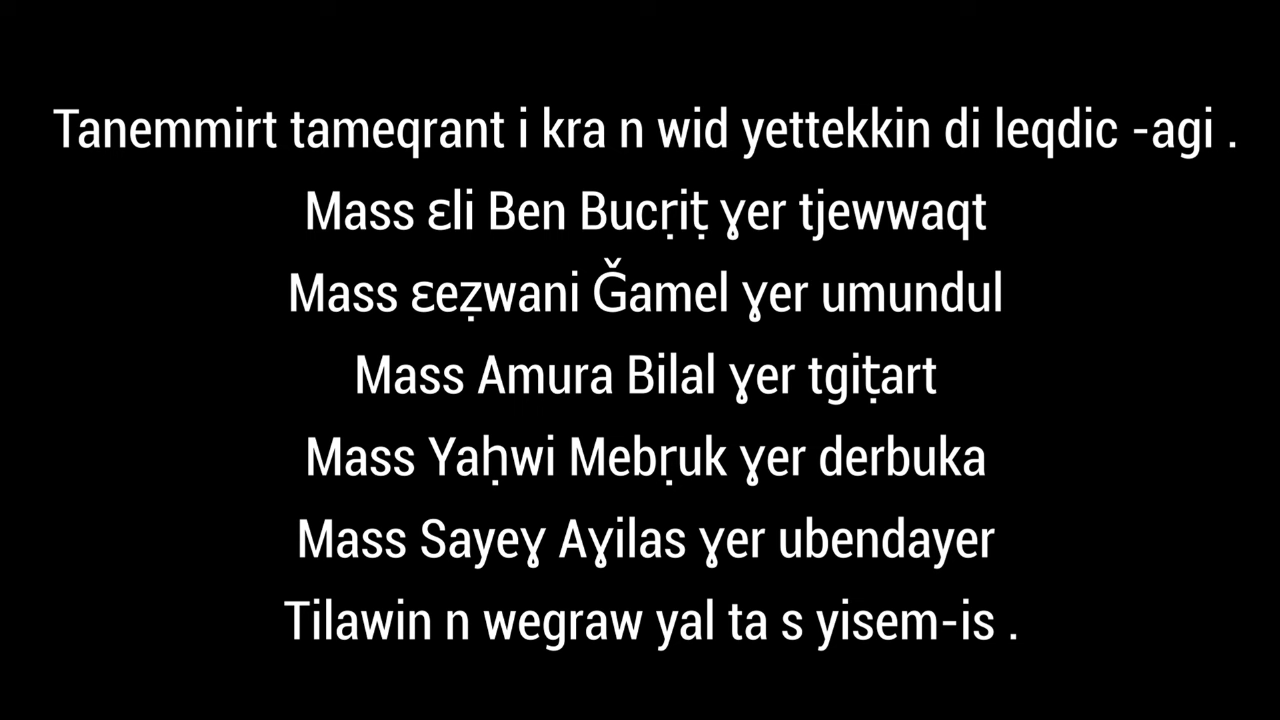 Tanemmirt tameqrant i kra n wid yettekkin di leqdic -agi .
Mass ɛli Ben Bucṛiṭ ɣer tjewwaqt
Mass ɛeẓwani Ǧamel ɣer umundul
Mass Amura Bilal ɣer tgiṭart
Mass Yaḥwi Mebṛuk ɣer derbuka
Mass Sayeɣ Aɣilas ɣer ubendayer
Tilawin n wegraw yal ta s yisem-is .